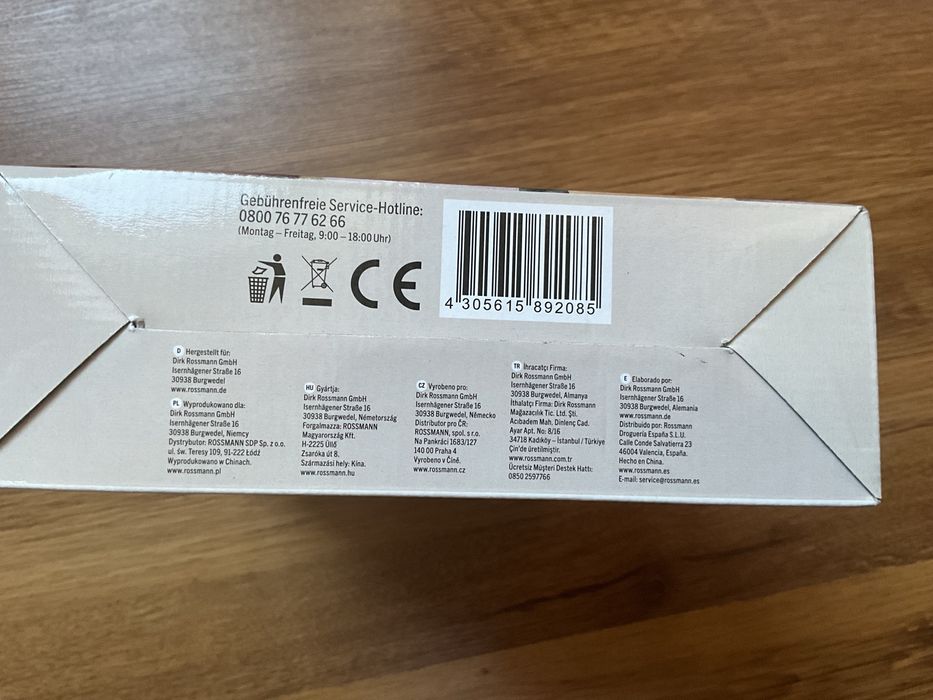 Gebührenfreie Service-Hotline:
0800 76 77 62 66
(Montag – Freitag, 9:00 – 18:00 Uhr)
CE
4 305615 892085
D Hergestellt für:
Dirk Rossmann GmbH
Isernhägener Straße 16
30938 Burgwedel
www.rossmann.de
PL Wyprodukowano dla:
Dirk Rossmann GmbH
Isernhägener Straße 16
30938 Burgwedel, Niemcy
Dystrybutor: ROSSMANN SDP Sp. z o.o.
ul. św. Teresy 109, 91-222 Łódź
Wyprodukowano w Chinach.
www.rossmann.pl
HU Gyártja:
Dirk Rossmann GmbH
Isernhägener Straße 16
30938 Burgwedel, Németország
Forgalmazza: ROSSMANN
Magyarország Kft.
H-2225 Üllő
Zsaróka út 8.
Származási hely: Kína.
www.rossmann.hu
CZ Vyrobeno pro:
Dirk Rossmann GmbH
Isernhägener Straße 16
30938 Burgwedel, Německo
Distributor pro ČR:
ROSSMANN, spol. s r.o.
Na Pankráci 1683/127
140 00 Praha 4
Vyrobeno v Číně.
www.rossmann.cz
TR İhracatçı Firma:
Dirk Rossmann GmbH
Isernhägener Straße 16
30938 Burgwedel, Almanya
İthalatçı Firma: Dirk Rossmann
Mağazacılık Tic. Ltd. Şti.
Acıbadem Mah. Dinlenç Cad.
Ayar Apt. No: 8/16
34718 Kadıköy – İstanbul / Türkiye
Çin'de üretilmiştir.
www.rossmann.com.tr
Ücretsiz Müşteri Destek Hattı:
0850 2597766
E Elaborado por:
Dirk Rossmann GmbH
Isernhägener Straße 16
30938 Burgwedel, Alemania
www.rossmann.de
Distribuido por: Rossmann
Droguería España S.L.U.
Calle Conde Salvatierra 23
46004 Valencia, España.
Hecho en China.
www.rossmann.es
E-mail: service@rossmann.es